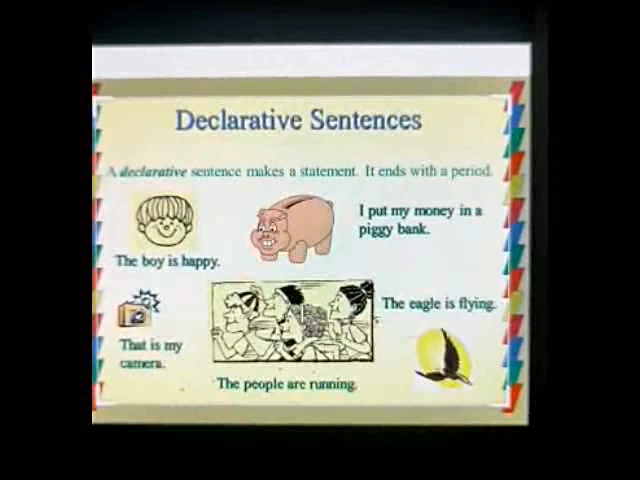 Declarative Sentences
A declarative sentence makes a statement. It ends with a period.
I put my money in a
piggy bank.
The boy is happy.
The eagle is flying.
That is my
camera.
The people are running.